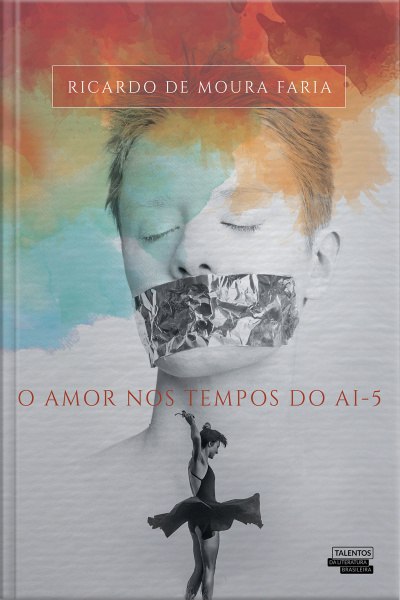 RICARDO DE MOURA FARIA
O AMOR NOS TEMPOS DO AI-5
TALENTOS
DA LITERATURA
BRASILEIRA